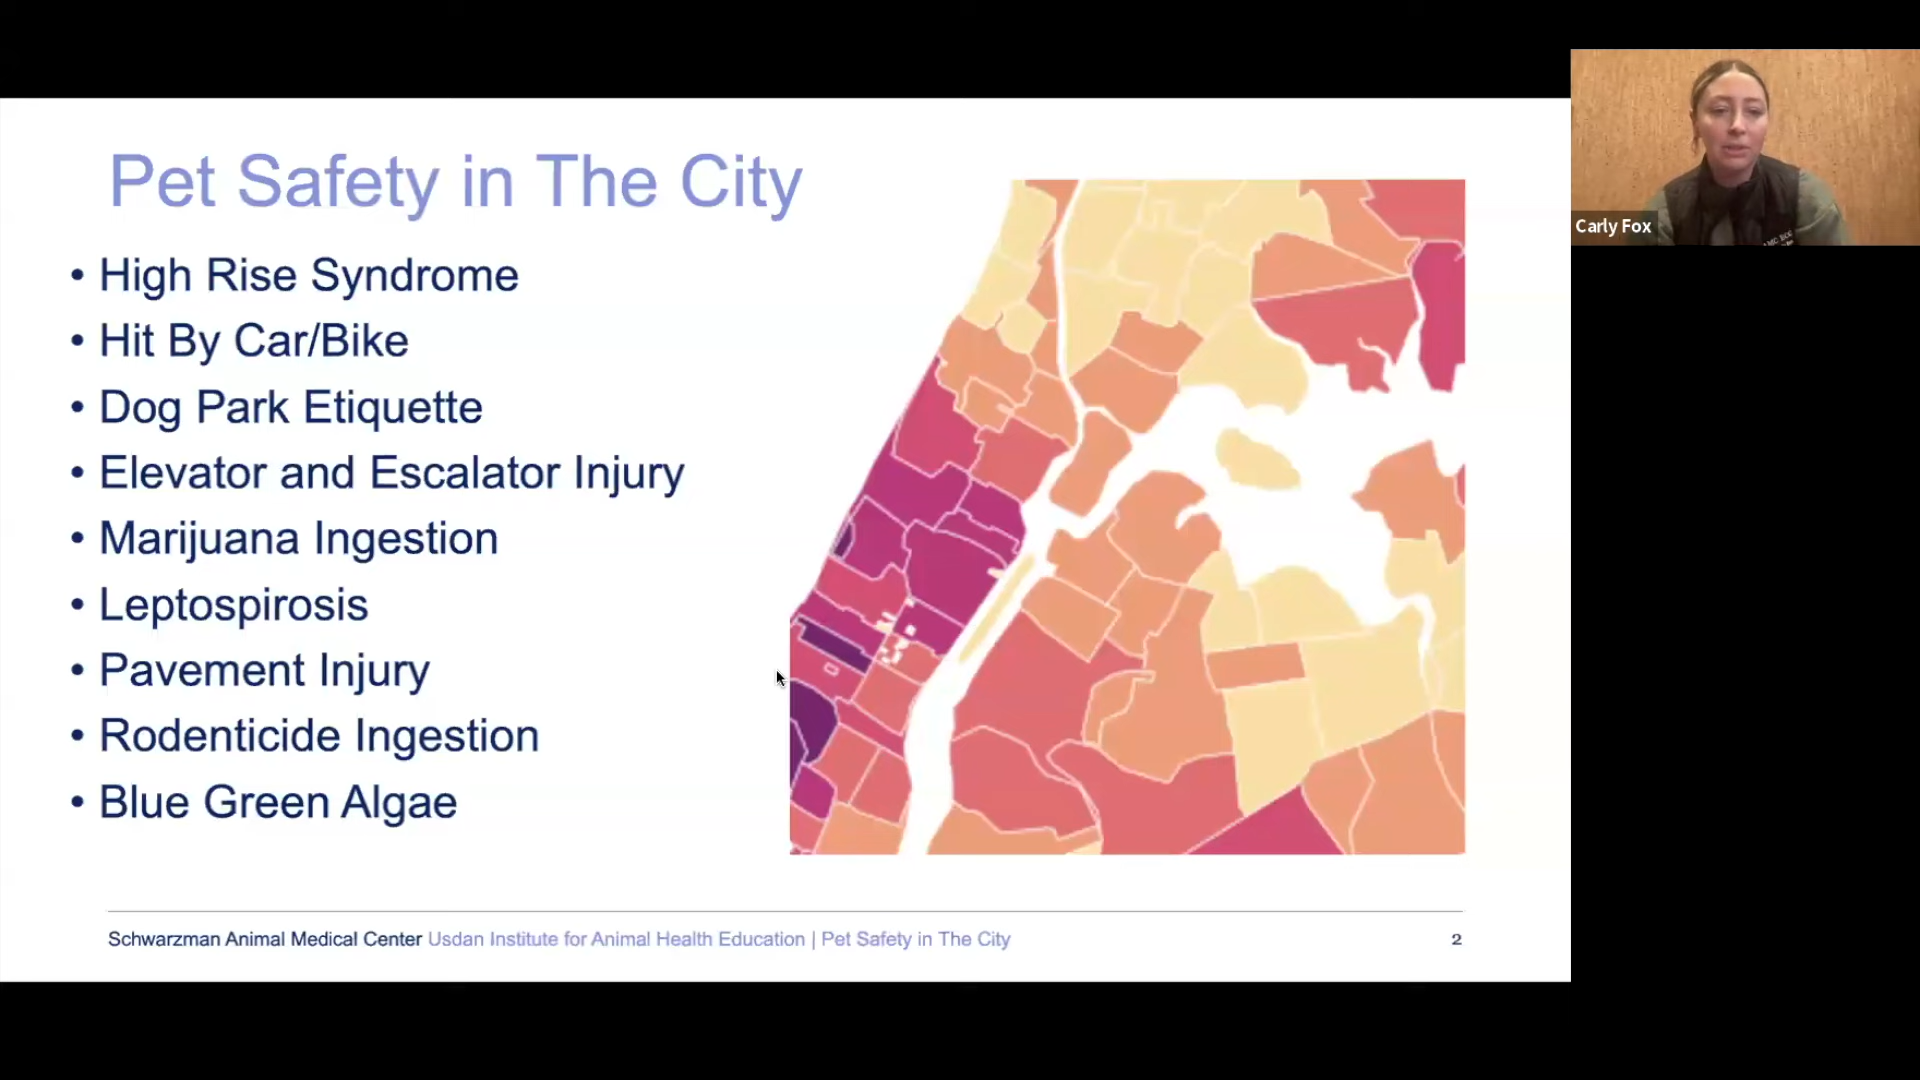 Pet Safety in The City
• High Rise Syndrome
• Hit By Car/Bike
• Dog Park Etiquette
• Elevator and Escalator Injury
• Marijuana Ingestion
• Leptospirosis
• Pavement Injury
• Rodenticide Ingestion
• Blue Green Algae
Schwarzman Animal Medical Center Usdan Institute for Animal Health Education | Pet Safety in The City
2
Carly Fox